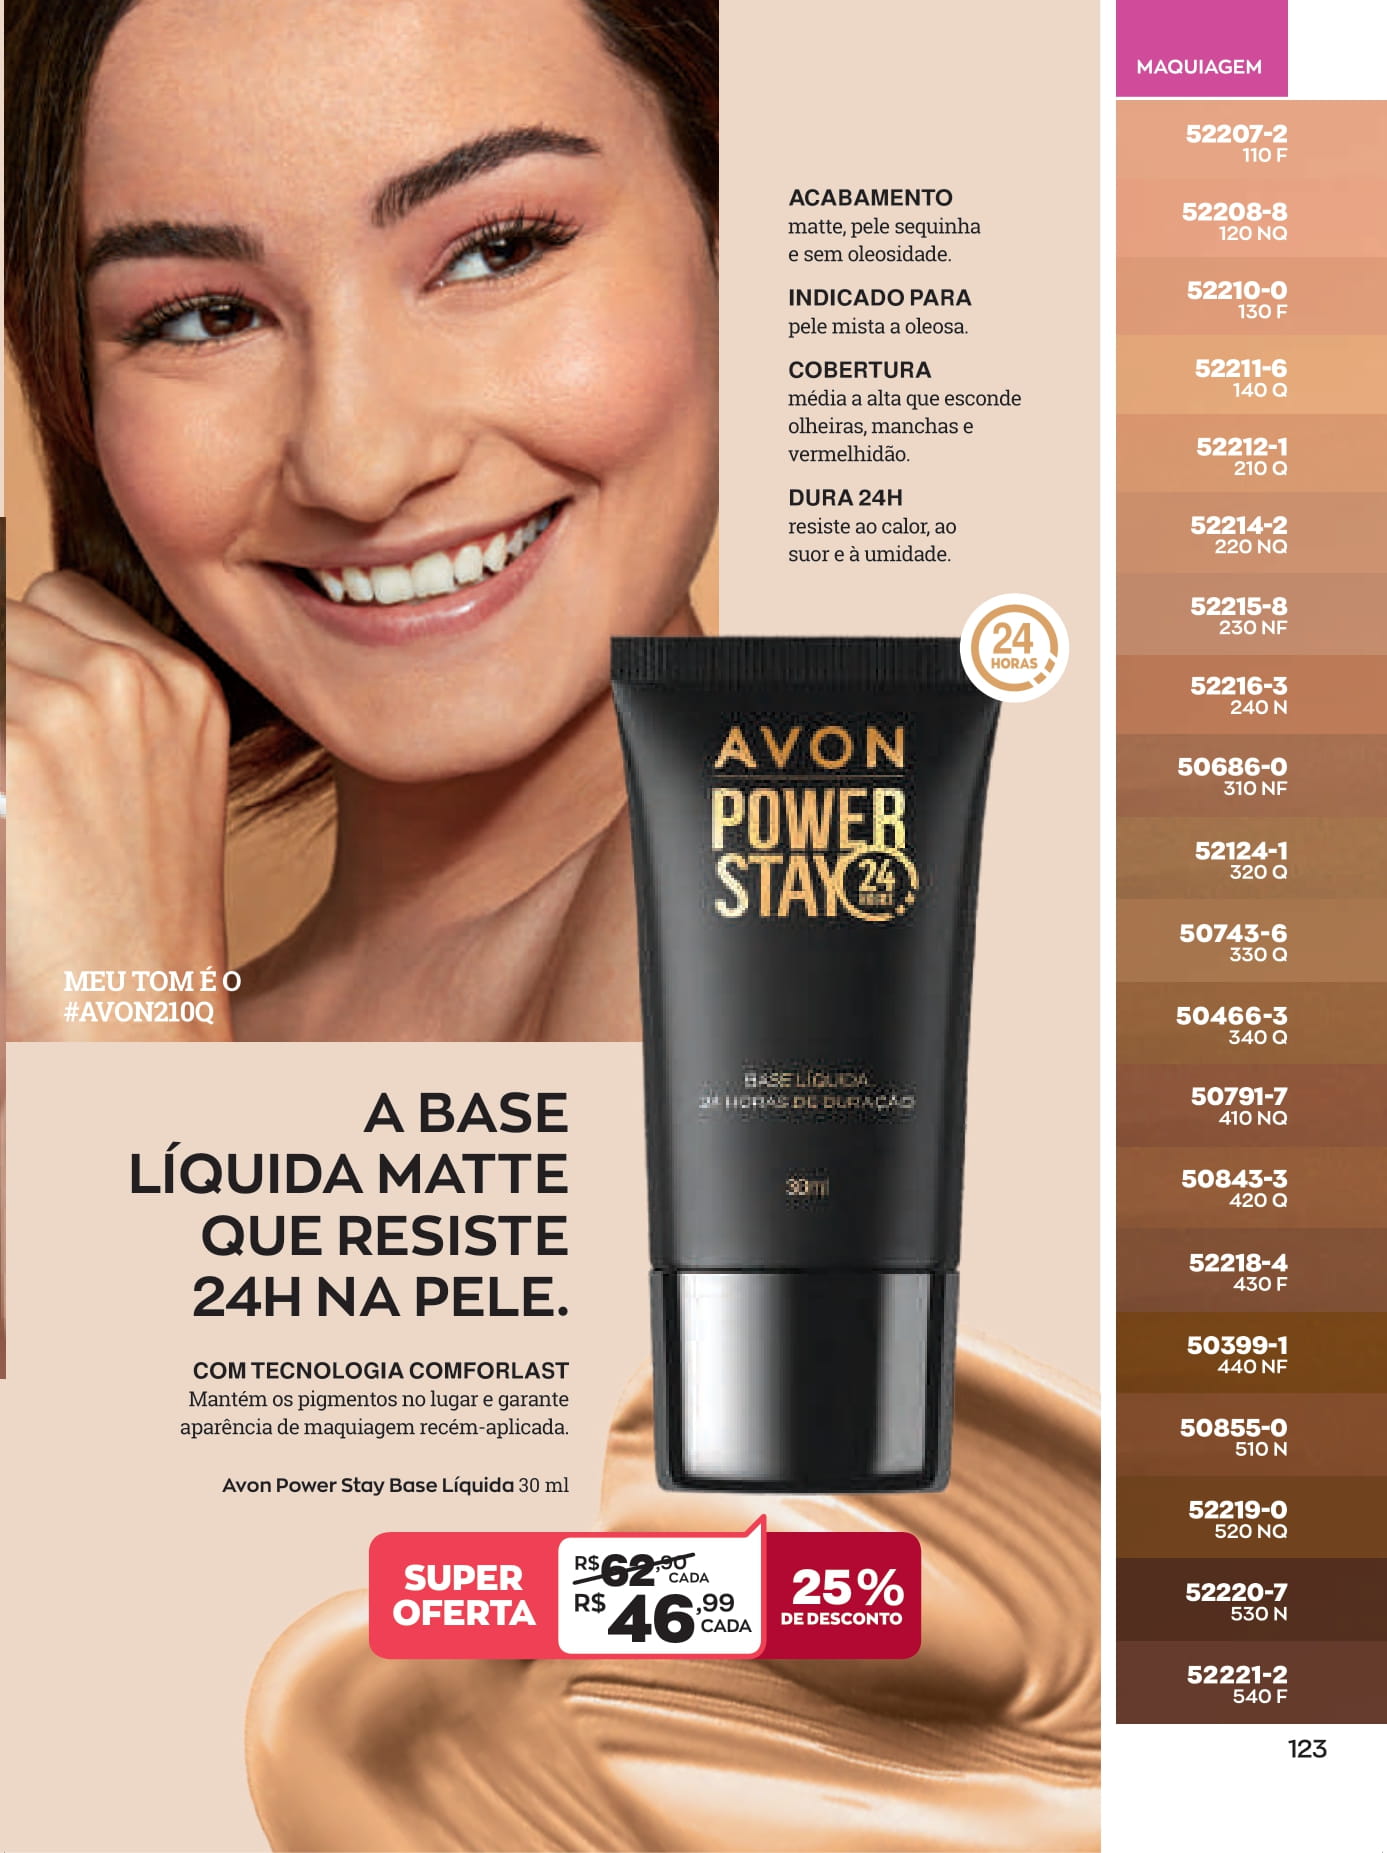 MAQUIAGEM
ACABAMENTO
matte, pele sequinha
e sem oleosidade.
INDICADO PARA
pele mista a oleosa.
COBERTURA
média a alta que esconde
olheiras, manchas e
vermelhidão.
DURA 24H
resiste ao calor, ao
suor e à umidade.
24
HORAS
AVON
POWER
STAY 24
HORAS
BASE LÍQUIDA
24 HORAS DE DURAÇÃO
30ml
MEU TOM É O
#AVON210Q
A BASE
LÍQUIDA MATTE
QUE RESISTE
24H NA PELE.
COM TECNOLOGIA COMFORLAST
Mantém os pigmentos no lugar e garante
aparência de maquiagem recém-aplicada.
Avon Power Stay Base Líquida 30 ml
SUPER
OFERTA
R$62,90
CADA
R$46,99
CADA
25%
DE DESCONTO
52207-2
110 F
52208-8
120 NQ
52210-0
130 F
52211-6
140 Q
52212-1
210 Q
52214-2
220 NQ
52215-8
230 NF
52216-3
240 N
50686-0
310 NF
52124-1
320 Q
50743-6
330 Q
50466-3
340 Q
50791-7
410 NQ
50843-3
420 Q
52218-4
430 F
50399-1
440 NF
50855-0
510 N
52219-0
520 NQ
52220-7
530 N
52221-2
540 F
123